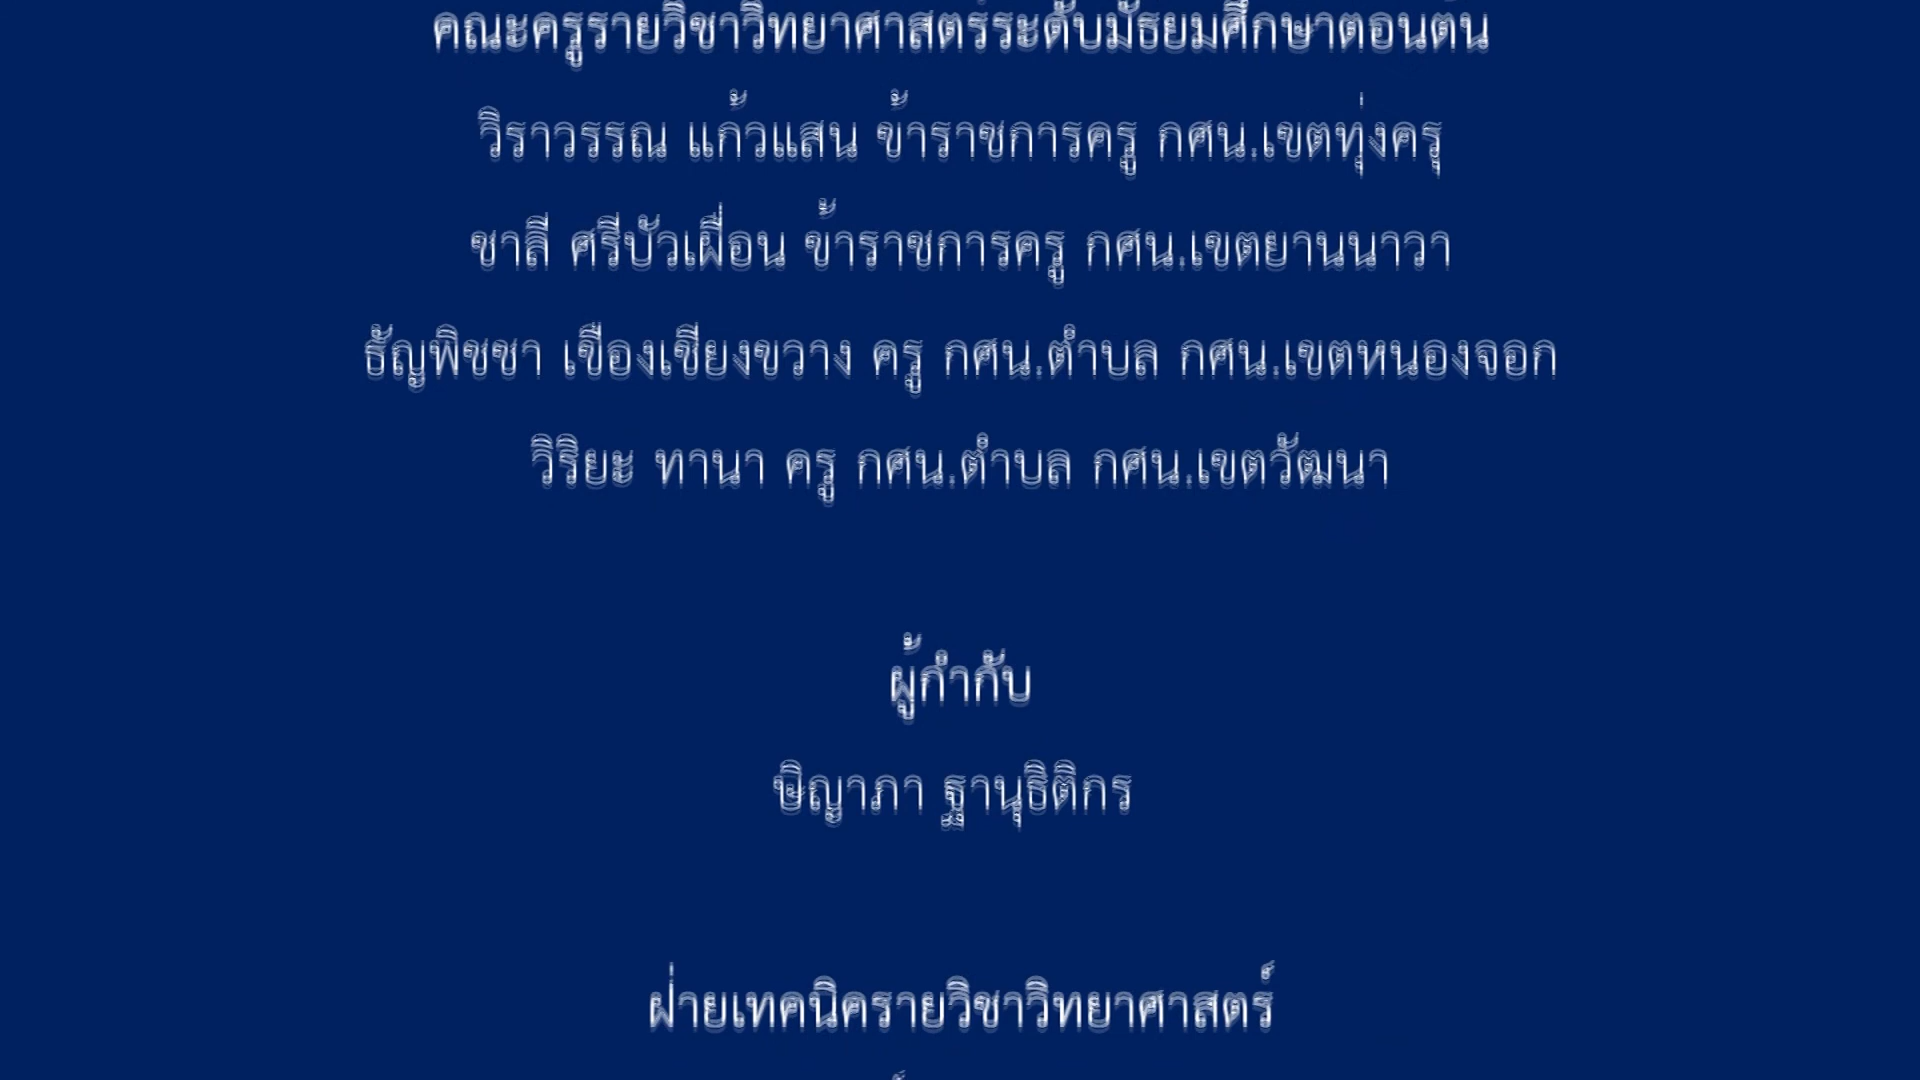 คณะครูรายวิชาวิทยาศาสตร์ระดับมัธยมศึกษาตอนต้น
วิราวรรณ แก้วแสน ข้าราชการครู กศน.เขตทุ่งครุ
ชาลี ศรีบัวเผื่อน ข้าราชการครู กศน.เขตยานนาวา
ธัญพิชชา เขืองเชียงขวาง ครู กศน.ตำบล กศน.เขตหนองจอก
วิริยะ ทานา ครู กศน.ตำบล กศน.เขตวัฒนา
ผู้กำกับ
ษิญาภา ฐานุธิติกร
ฝ่ายเทคนิครายวิชาวิทยาศาสตร์